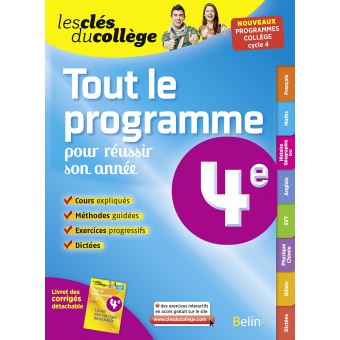 les clés
du collège
NOUVEAUX
PROGRAMMES
COLLÈGE
cycle 4
Tout le
programme
pour réussir
son année
4e
Cours expliqués
Méthodes guidées
Exercices progressifs
Dictées
Français
Maths
Histoire
Géographie
EMC
Anglais
SVT
Physique
Chimie
Bilans
Dictées
Livret des
corrigés
détachable
4e
+ des exercices interactifs
en accès gratuit sur le site
www.clesducollege.com
Belin: